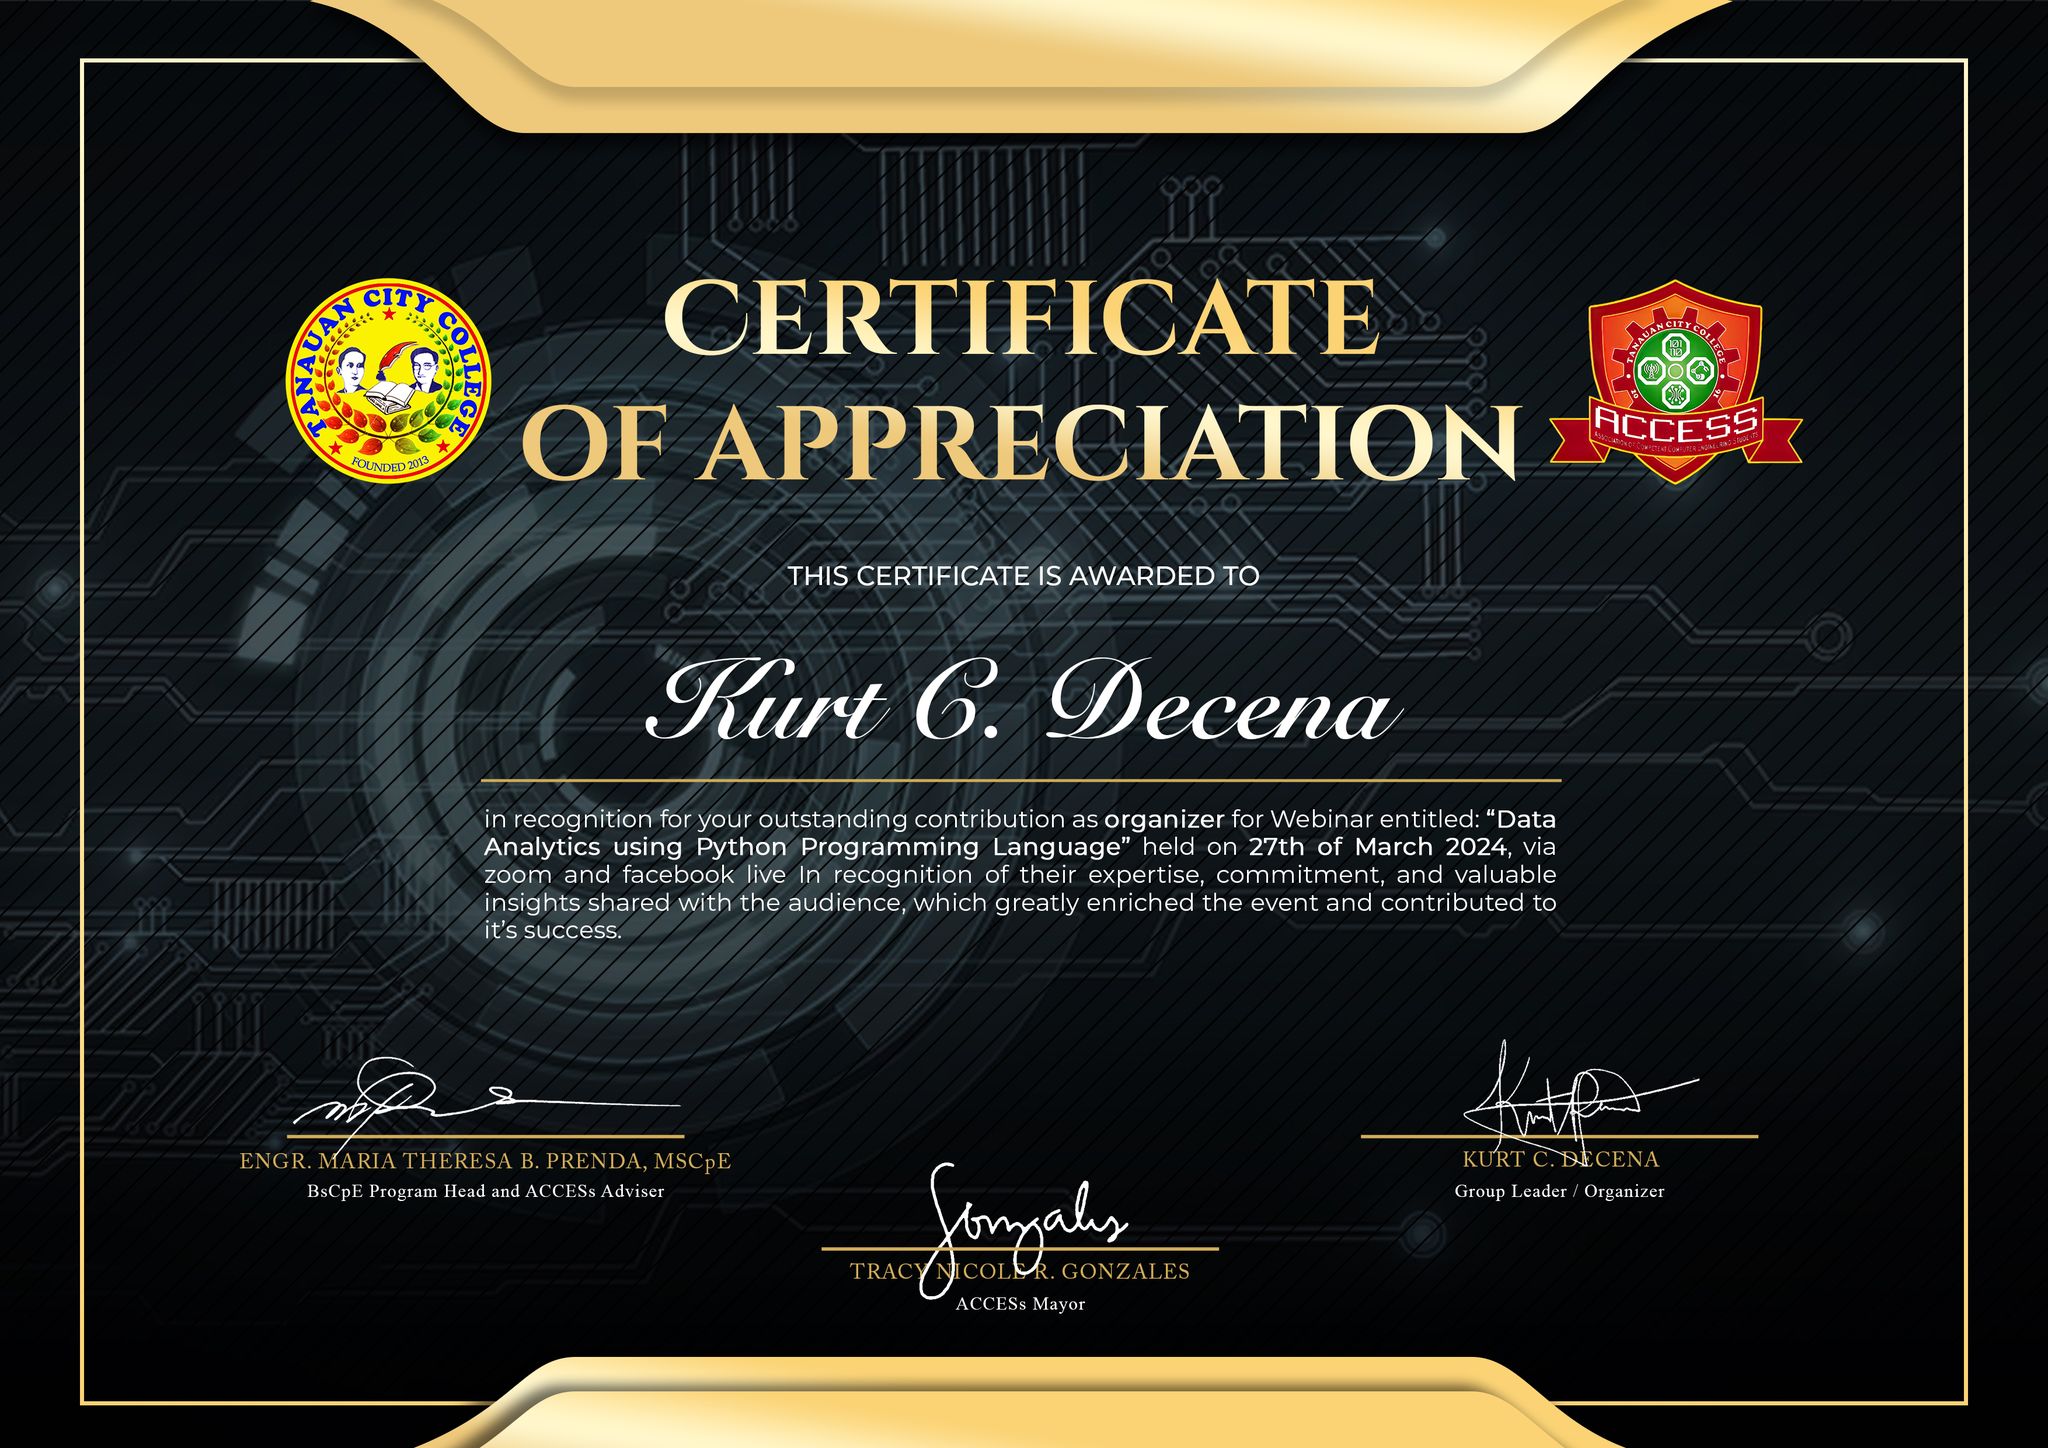 CERTIFICATE
OF APPRECIATION
TANAUAN CITY COLLEGE
FOUNDED 2013
TANAUAN CITY COLLEGE
101
110
ACCESS
ASSOCIATION OF COMPETENT COMPUTER ENGINEERING STUDENTS
THIS CERTIFICATE IS AWARDED TO
Kurt C. Decena
in recognition for your outstanding contribution as organizer for Webinar entitled: “Data
Analytics using Python Programming Language” held on 27th of March 2024, via
zoom and facebook live In recognition of their expertise, commitment, and valuable
insights shared with the audience, which greatly enriched the event and contributed to
it’s success.
ENGR. MARIA THERESA B. PRENDA, MSCpE
BsCpE Program Head and ACCESs Adviser
KURT C. DECENA
Group Leader / Organizer
Gonzales
TRACY NICOLE R. GONZALES
ACCESs Mayor